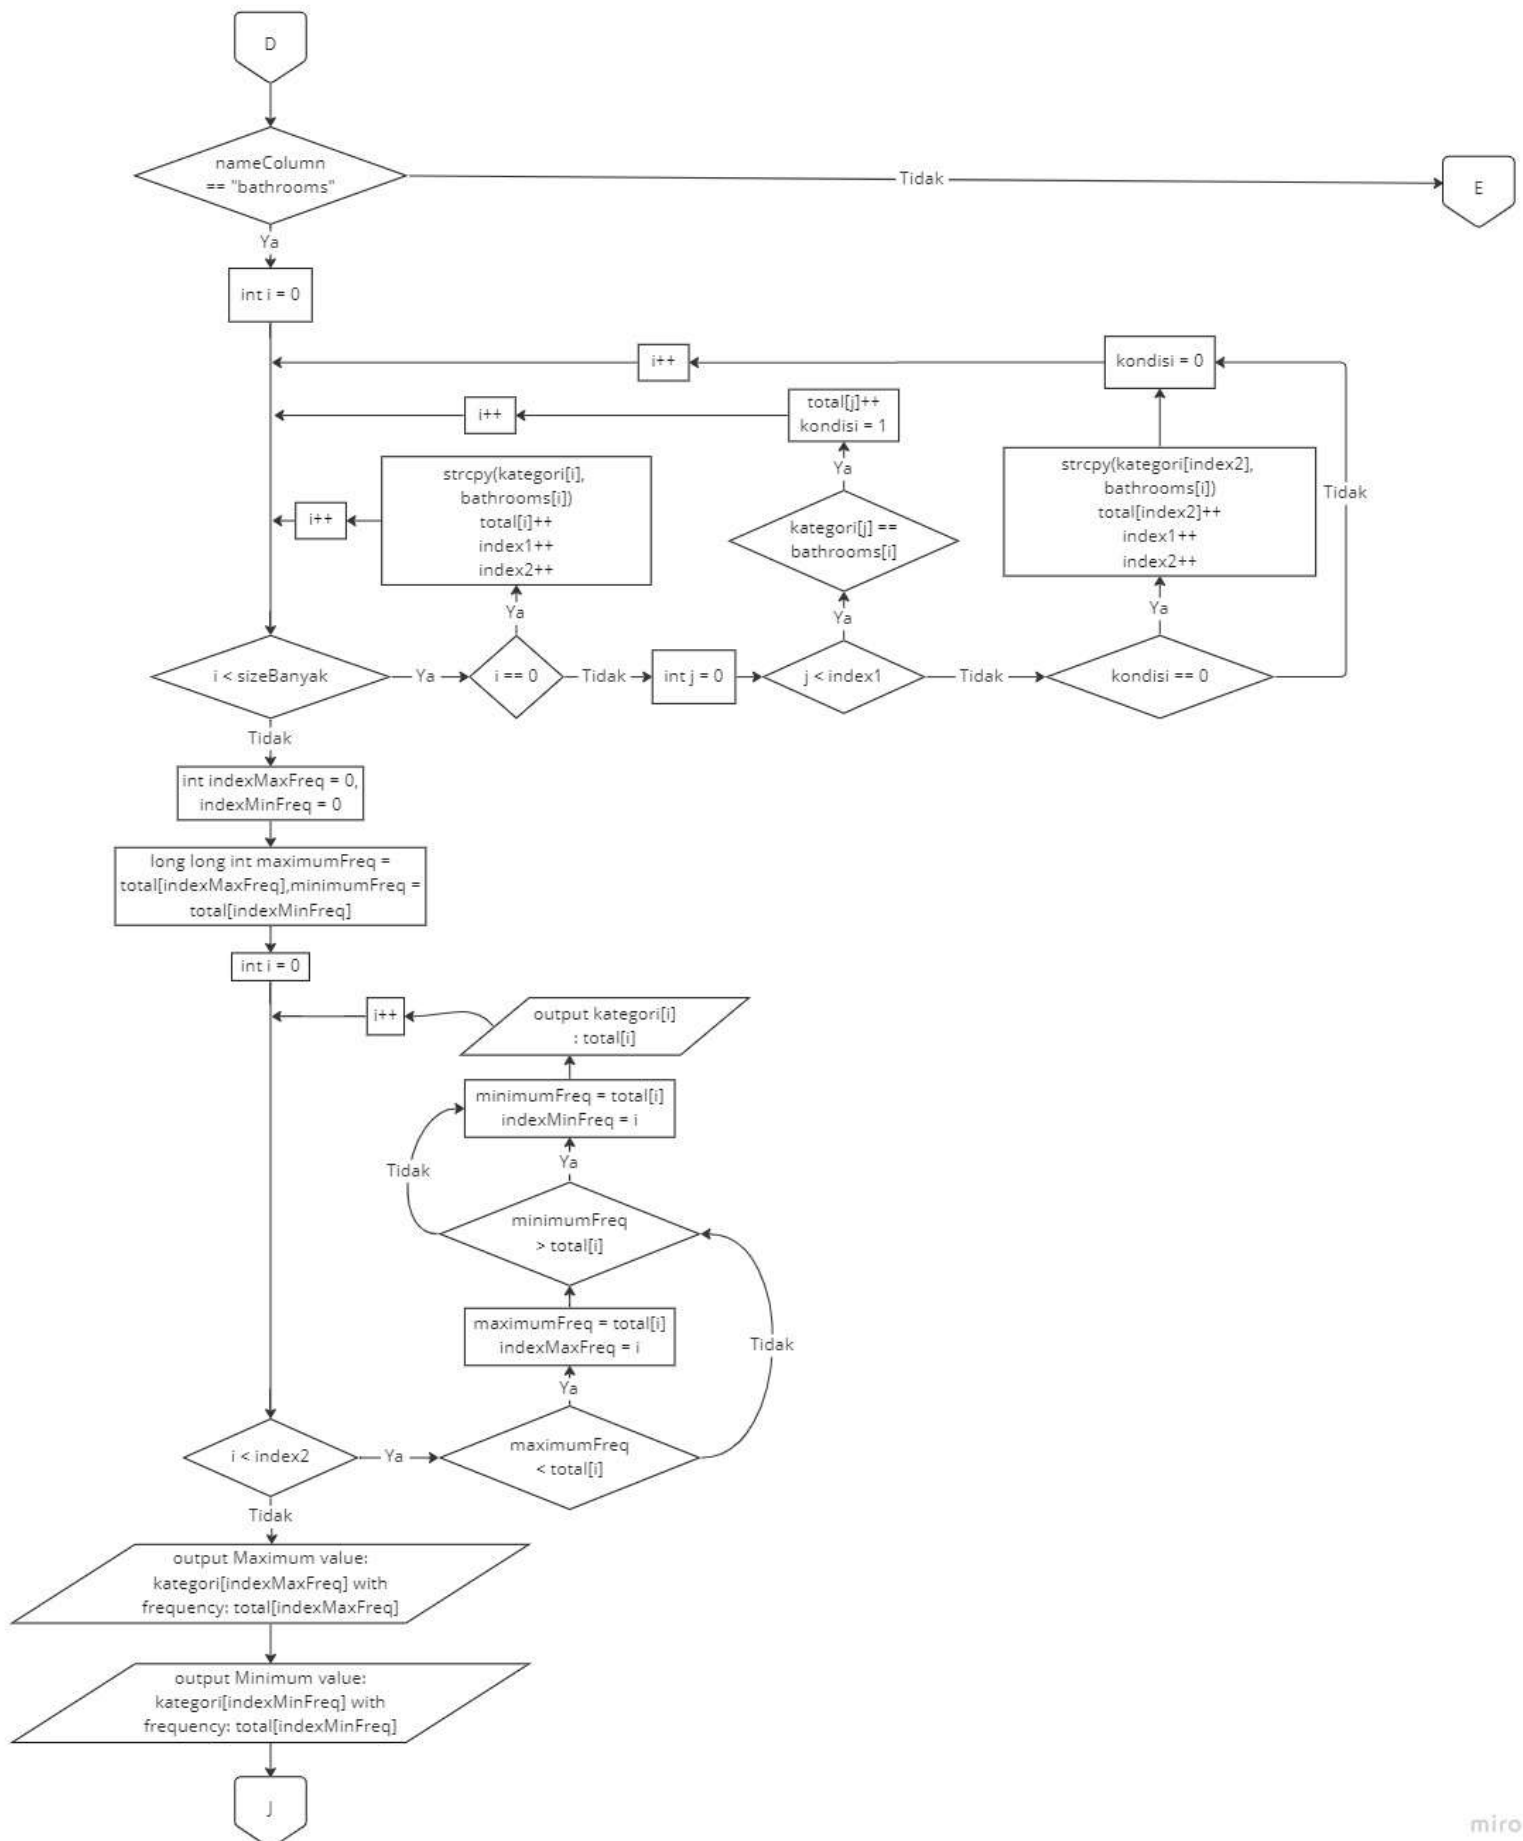 D
nameColumn
== "bathrooms"
Tidak
E
Ya
int i = 0
i++
kondisi = 0
i++
total[j]++
kondisi = 1
Ya
strcpy(kategori[i],
bathrooms[i])
total[i]++
index1++
index2++
i++
kategori[j] ==
bathrooms[i]
strcpy(kategori[index2],
bathrooms[i])
total[index2]++
index1++
index2++
Tidak
Ya
Ya
Ya
i < sizeBanyak
Ya
i == 0
Tidak
int j = 0
j < index1
Tidak
kondisi == 0
Tidak
int indexMaxFreq = 0,
indexMinFreq = 0
long long int maximumFreq =
total[indexMaxFreq],minimumFreq =
total[indexMinFreq]
int i = 0
i++
output kategori[i]
: total[i]
minimumFreq = total[i]
indexMinFreq = i
Tidak
Ya
minimumFreq
> total[i]
maximumFreq = total[i]
indexMaxFreq = i
Tidak
Ya
i < index2
Ya
maximumFreq
< total[i]
Tidak
output Maximum value:
kategori[indexMaxFreq] with
frequency: total[indexMaxFreq]
output Minimum value:
kategori[indexMinFreq] with
frequency: total[indexMinFreq]
J
miro